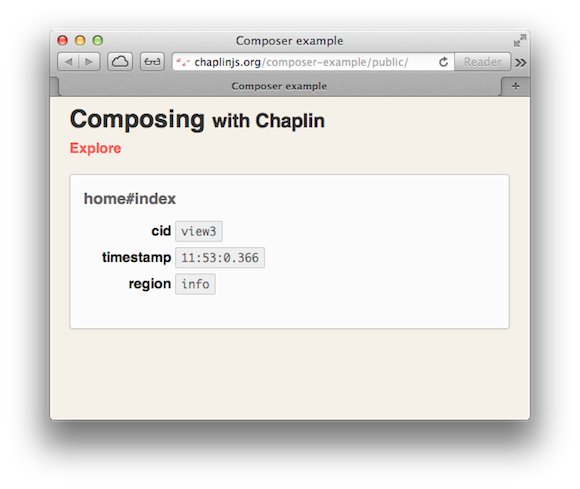 Composer example
chaplinjs.org/composer-example/public/
Reader
Composer example
Composing with Chaplin
Explore
home#index
cid view3
timestamp 11:53:0.366
region info